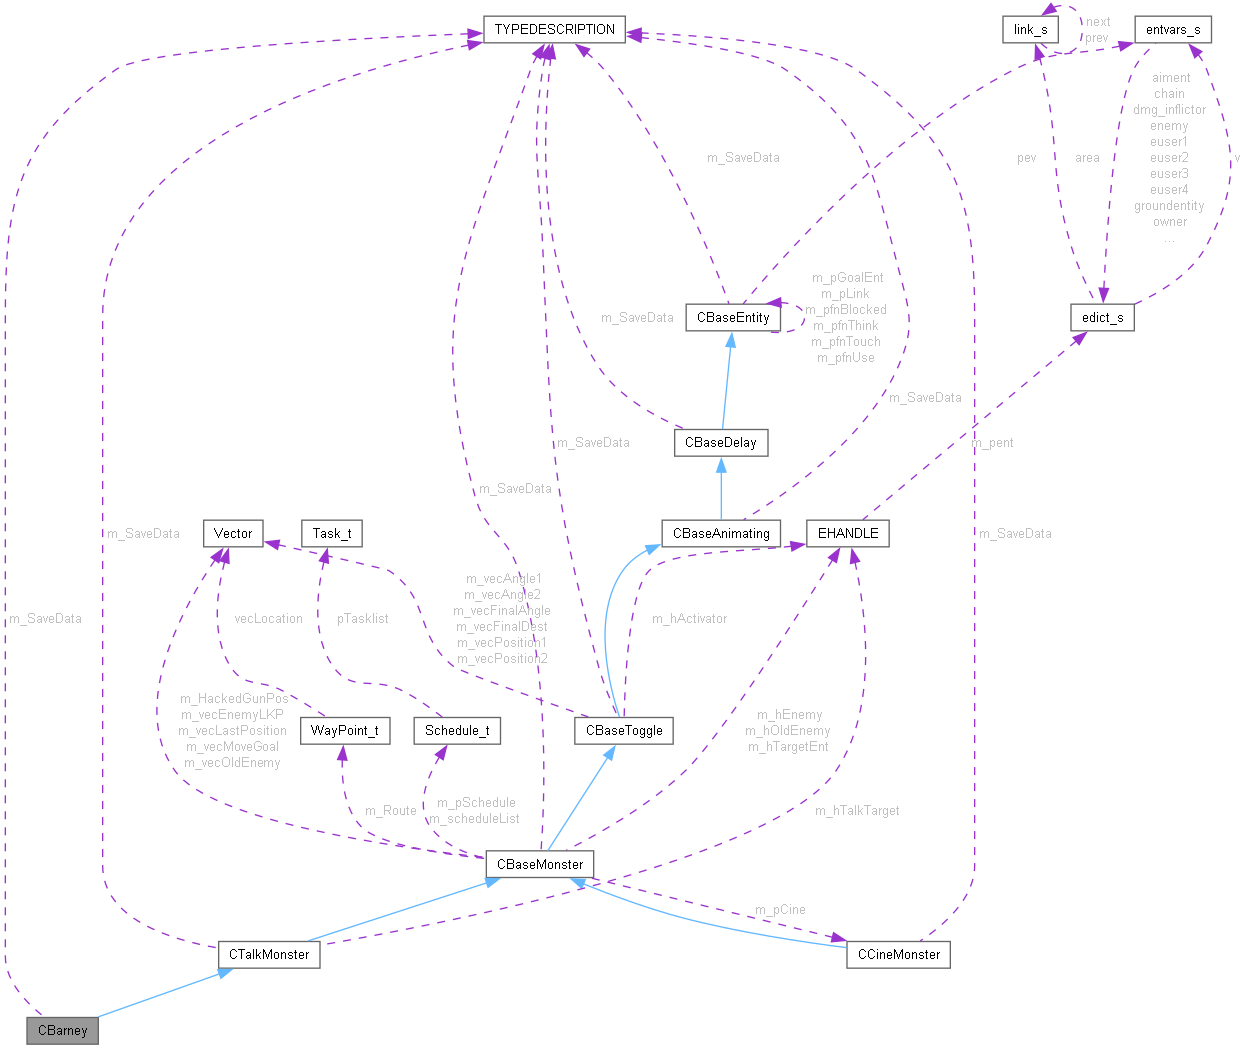 TYPEDESCRIPTION
link_s
next
prev
entvars_s
aiment
chain
dmg_inflictor
enemy
euser1
euser2
euser3
euser4
groundentity
owner
...
m_SaveData
pev
area
v
m_pGoalEnt
m_pLink
m_pfnBlocked
m_pfnThink
m_pfnTouch
m_pfnUse
CBaseEntity
edict_s
m_SaveData
m_SaveData
CBaseDelay
m_SaveData
m_pent
m_SaveData
Vector
Task_t
CBaseAnimating
EHANDLE
m_SaveData
m_SaveData
m_vecAngle1
m_vecAngle2
m_vecFinalAngle
m_vecFinalDest
m_vecPosition1
m_vecPosition2
m_SaveData
vecLocation
pTasklist
m_hActivator
m_HackedGunPos
m_vecEnemyLKP
m_vecLastPosition
m_vecMoveGoal
m_vecOldEnemy
WayPoint_t
Schedule_t
CBaseToggle
m_hEnemy
m_hOldEnemy
m_hTargetEnt
m_Route
m_pSchedule
m_scheduleList
m_hTalkTarget
CBaseMonster
m_pCine
CTalkMonster
CCineMonster
CBarney